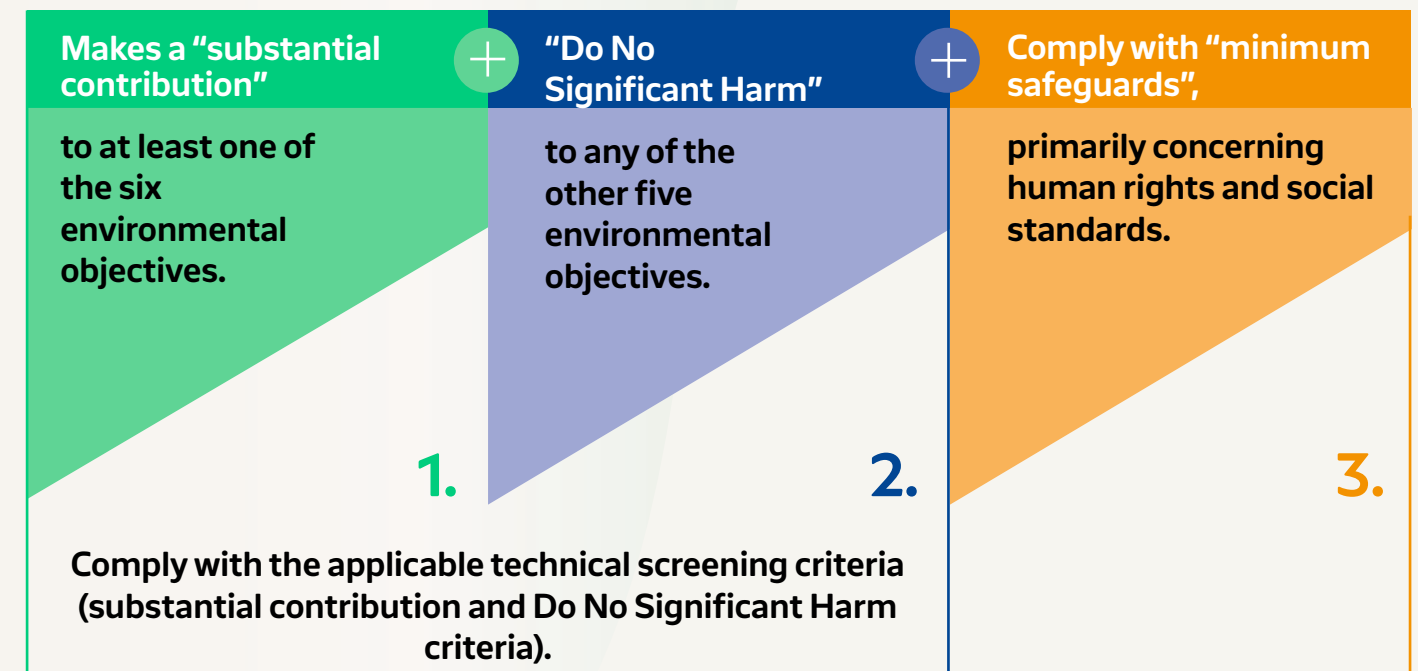 Makes a “substantial
contribution”
to at least one of
the six
environmental
objectives.
1.
“Do No
Significant Harm”
to any of the
other five
environmental
objectives.
2.
Comply with “minimum
safeguards”,
primarily concerning
human rights and social
standards.
3.
Comply with the applicable technical screening criteria
(substantial contribution and Do No Significant Harm
criteria).